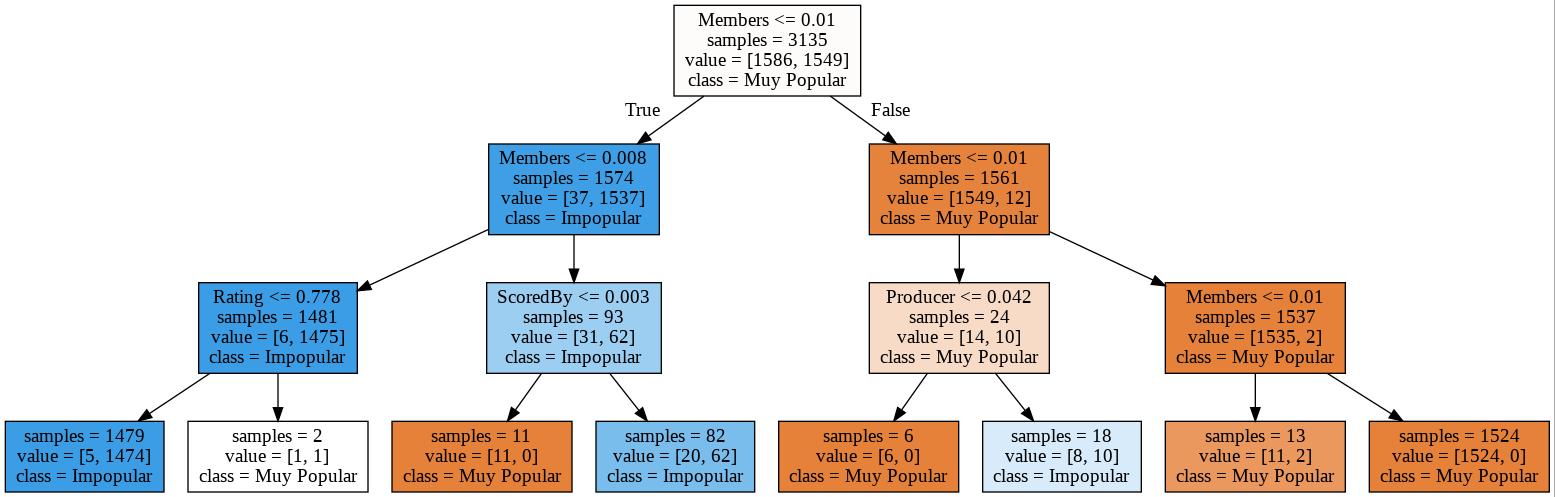 Members <= 0.01
samples = 3135
value = [1586, 1549]
class = Muy Popular
True
False
Members <= 0.008
samples = 1574
value = [37, 1537]
class = Impopular
Members <= 0.01
samples = 1561
value = [1549, 12]
class = Muy Popular
Rating <= 0.778
samples = 1481
value = [6, 1475]
class = Impopular
ScoredBy <= 0.003
samples = 93
value = [31, 62]
class = Impopular
Producer <= 0.042
samples = 24
value = [14, 10]
class = Muy Popular
Members <= 0.01
samples = 1537
value = [1535, 2]
class = Muy Popular
samples = 1479
value = [5, 1474]
class = Impopular
samples = 2
value = [1, 1]
class = Muy Popular
samples = 11
value = [11, 0]
class = Muy Popular
samples = 82
value = [20, 62]
class = Impopular
samples = 6
value = [6, 0]
class = Muy Popular
samples = 18
value = [8, 10]
class = Impopular
samples = 13
value = [11, 2]
class = Muy Popular
samples = 1524
value = [1524, 0]
class = Muy Popular